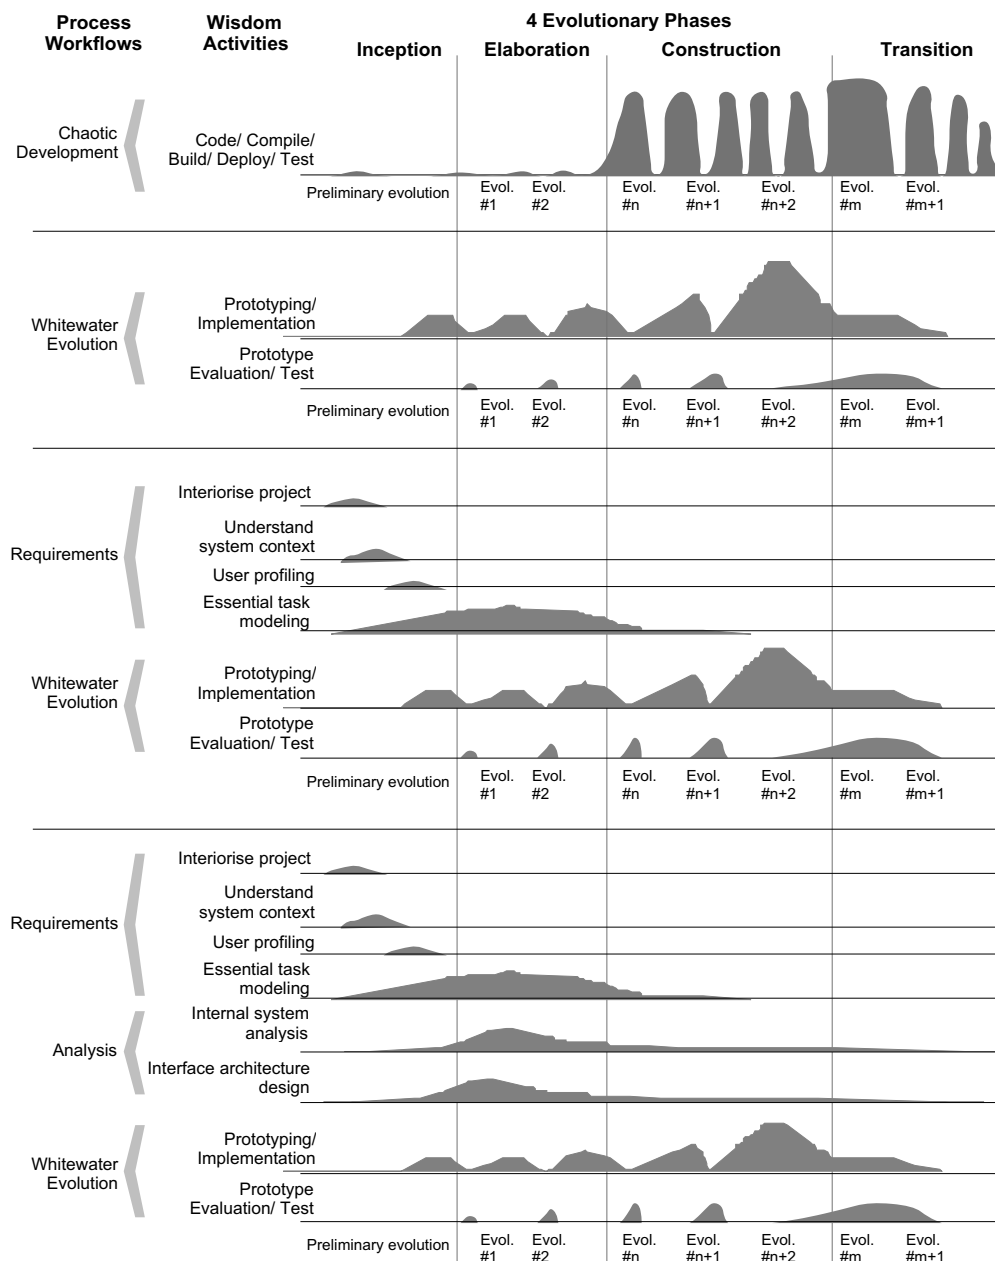 Process
Workflows
Wisdom
Activities
4 Evolutionary Phases
Inception
Elaboration
Construction
Transition
Chaotic
Development
Code/ Compile/
Build/ Deploy/ Test
Preliminary evolution
Evol.
#1
Evol.
#2
Evol.
#n
Evol.
#n+1
Evol.
#n+2
Evol.
#m
Evol.
#m+1
Whitewater
Evolution
Prototyping/
Implementation
Prototype
Evaluation/ Test
Preliminary evolution
Evol.
#1
Evol.
#2
Evol.
#n
Evol.
#n+1
Evol.
#n+2
Evol.
#m
Evol.
#m+1
Requirements
Interiorise project
Understand
system context
User profiling
Essential task
modeling
Whitewater
Evolution
Prototyping/
Implementation
Prototype
Evaluation/ Test
Preliminary evolution
Evol.
#1
Evol.
#2
Evol.
#n
Evol.
#n+1
Evol.
#n+2
Evol.
#m
Evol.
#m+1
Requirements
Interiorise project
Understand
system context
User profiling
Essential task
modeling
Analysis
Internal system
analysis
Interface architecture
design
Whitewater
Evolution
Prototyping/
Implementation
Prototype
Evaluation/ Test
Preliminary evolution
Evol.
#1
Evol.
#2
Evol.
#n
Evol.
#n+1
Evol.
#n+2
Evol.
#m
Evol.
#m+1